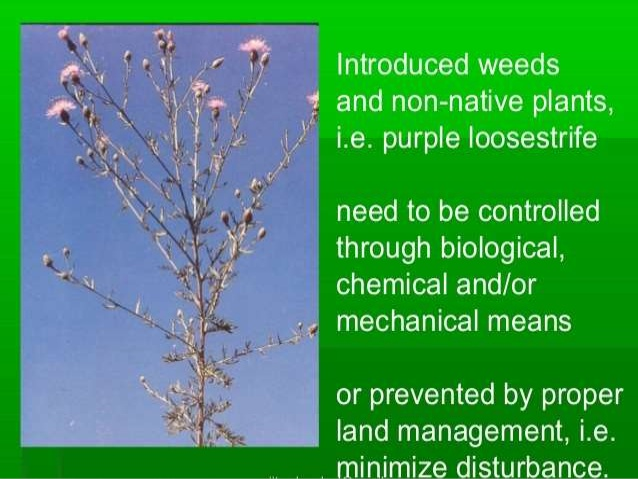 Introduced weeds
and non-native plants,
i.e. purple loosestrife
need to be controlled
through biological,
chemical and/or
mechanical means
or prevented by proper
land management, i.e.
minimize disturbance.